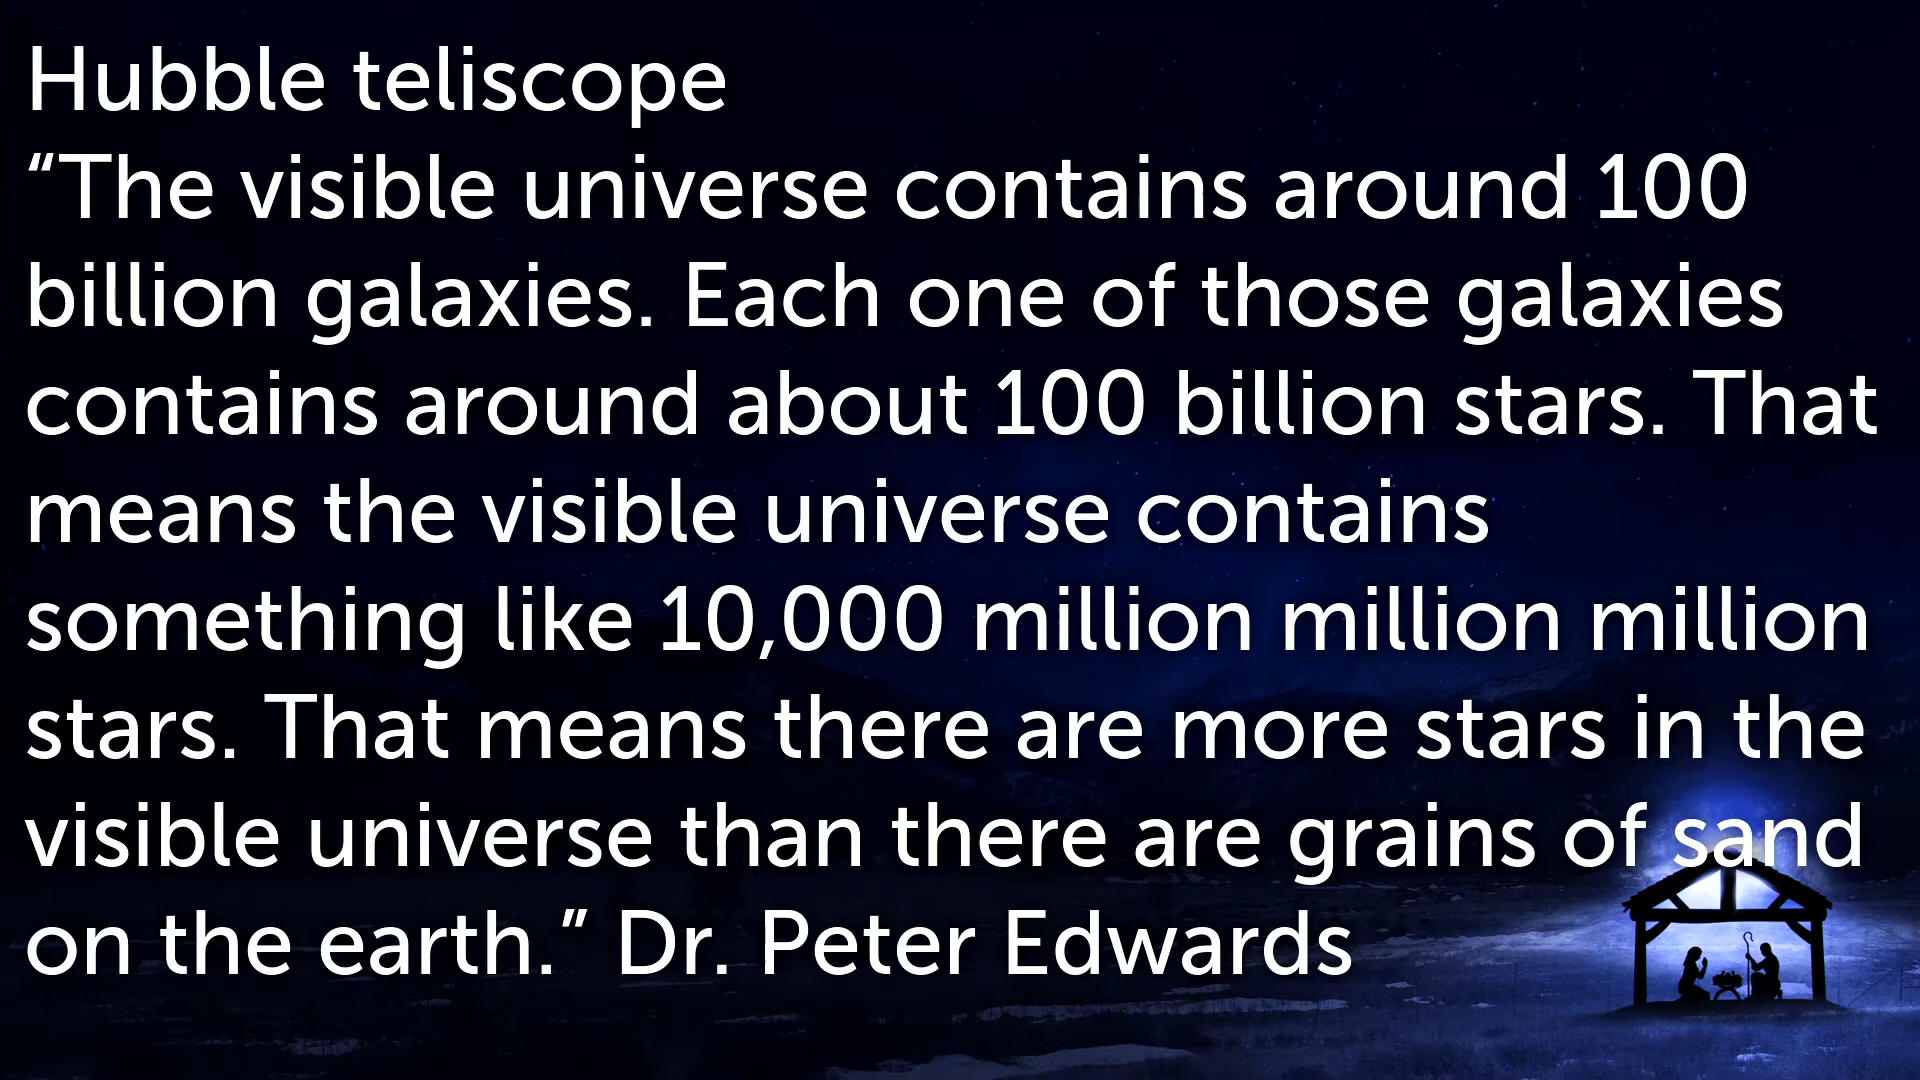 Hubble teliscope
“The visible universe contains around 100
billion galaxies. Each one of those galaxies
contains around about 100 billion stars. That
means the visible universe contains
something like 10,000 million million million
stars. That means there are more stars in the
visible universe than there are grains of sand
on the earth.” Dr. Peter Edwards